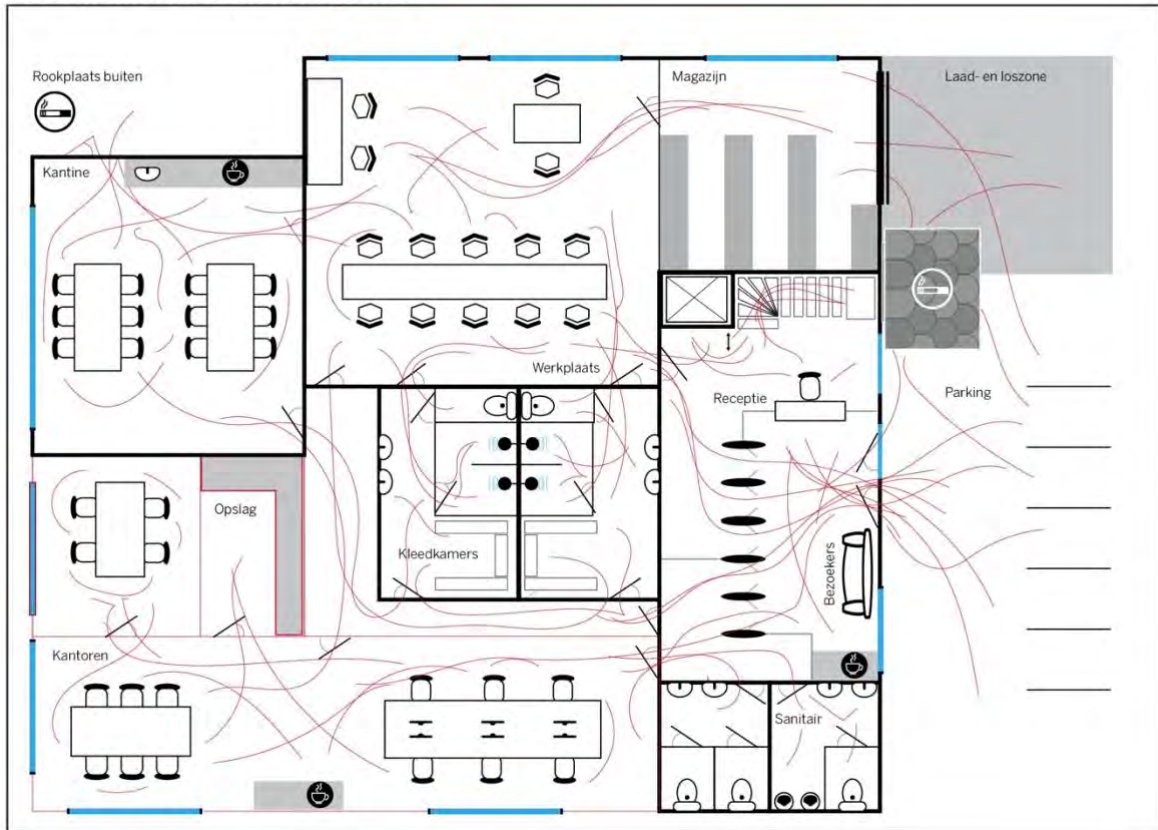 Rookplaats buiten
Magazijn
Laad- en loszone
Kantine
Werkplaats
Receptie
Parking
Opslag
Kleedkamers
Bezoekers
Kantoren
Sanitair